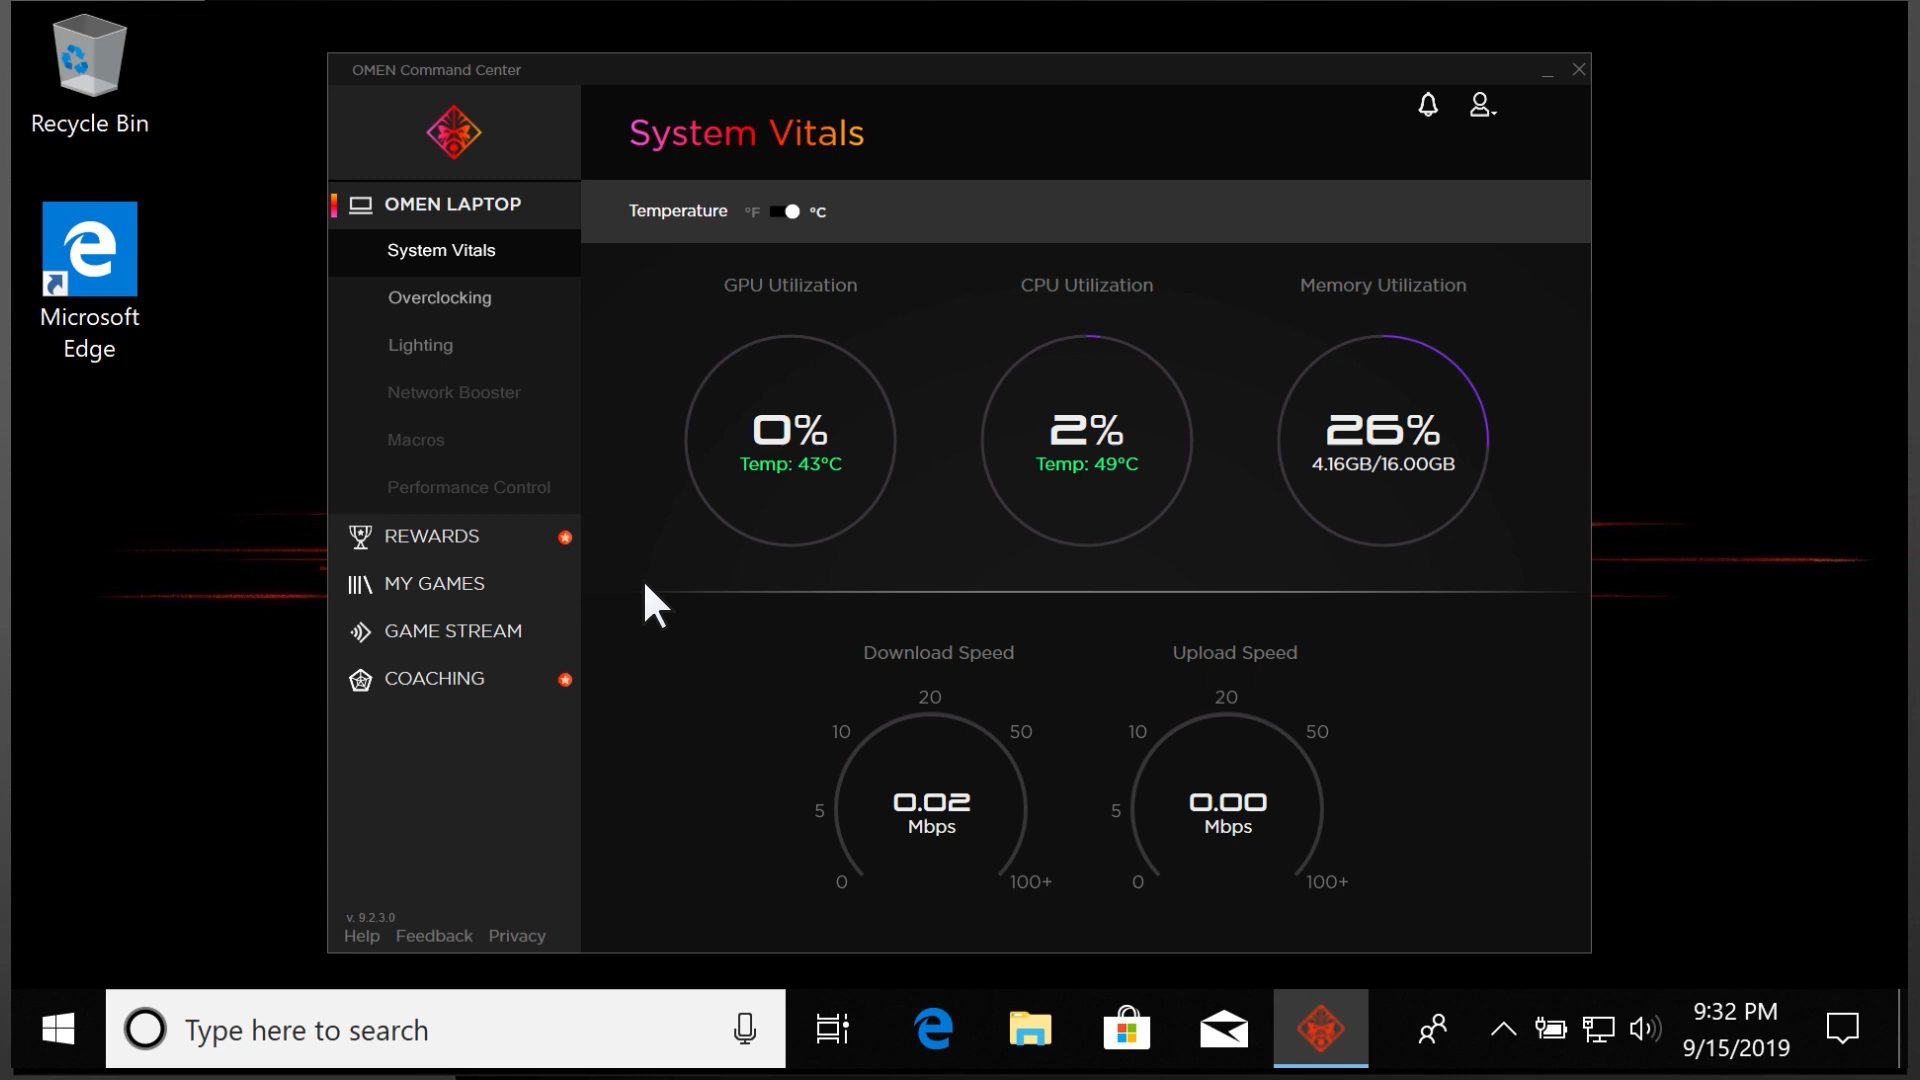 Recycle Bin
Microsoft
Edge
OMEN Command Center
System Vitals
OMEN LAPTOP
System Vitals
Overclocking
Lighting
Network Booster
Macros
Performance Control
REWARDS
MY GAMES
GAME STREAM
COACHING
v. 9.2.3.0
Help Feedback Privacy
Temperature °F °C
GPU Utilization
0%
Temp: 43°C
CPU Utilization
2%
Temp: 49°C
Memory Utilization
26%
4.16GB/16.00GB
Download Speed
20
10 50
5
0.02
Mbps
0 100+
Upload Speed
20
10 50
5
0.00
Mbps
0 100+
Type here to search
9:32 PM
9/15/2019